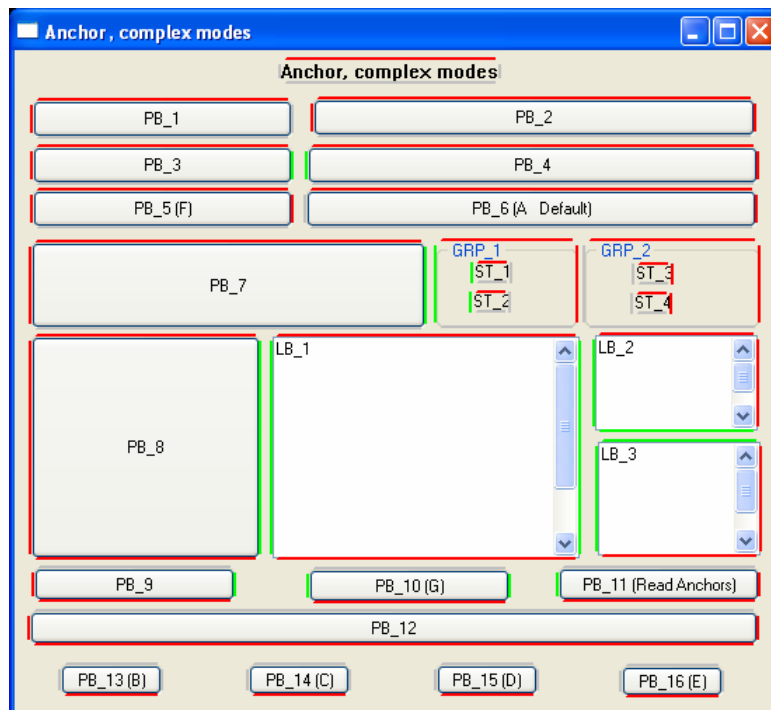 Anchor, complex modes
Anchor, complex modes
PB_1
PB_2
PB_3
PB_4
PB_5 (F)
PB_6 (A   Default)
PB_7
GRP_1
GRP_2
ST_1
ST_3
ST_2
ST_4
LB_1
LB_2
PB_8
LB_3
PB_9
PB_10 (G)
PB_11 (Read Anchors)
PB_12
PB_13 (B)
PB_14 (C)
PB_15 (D)
PB_16 (E)